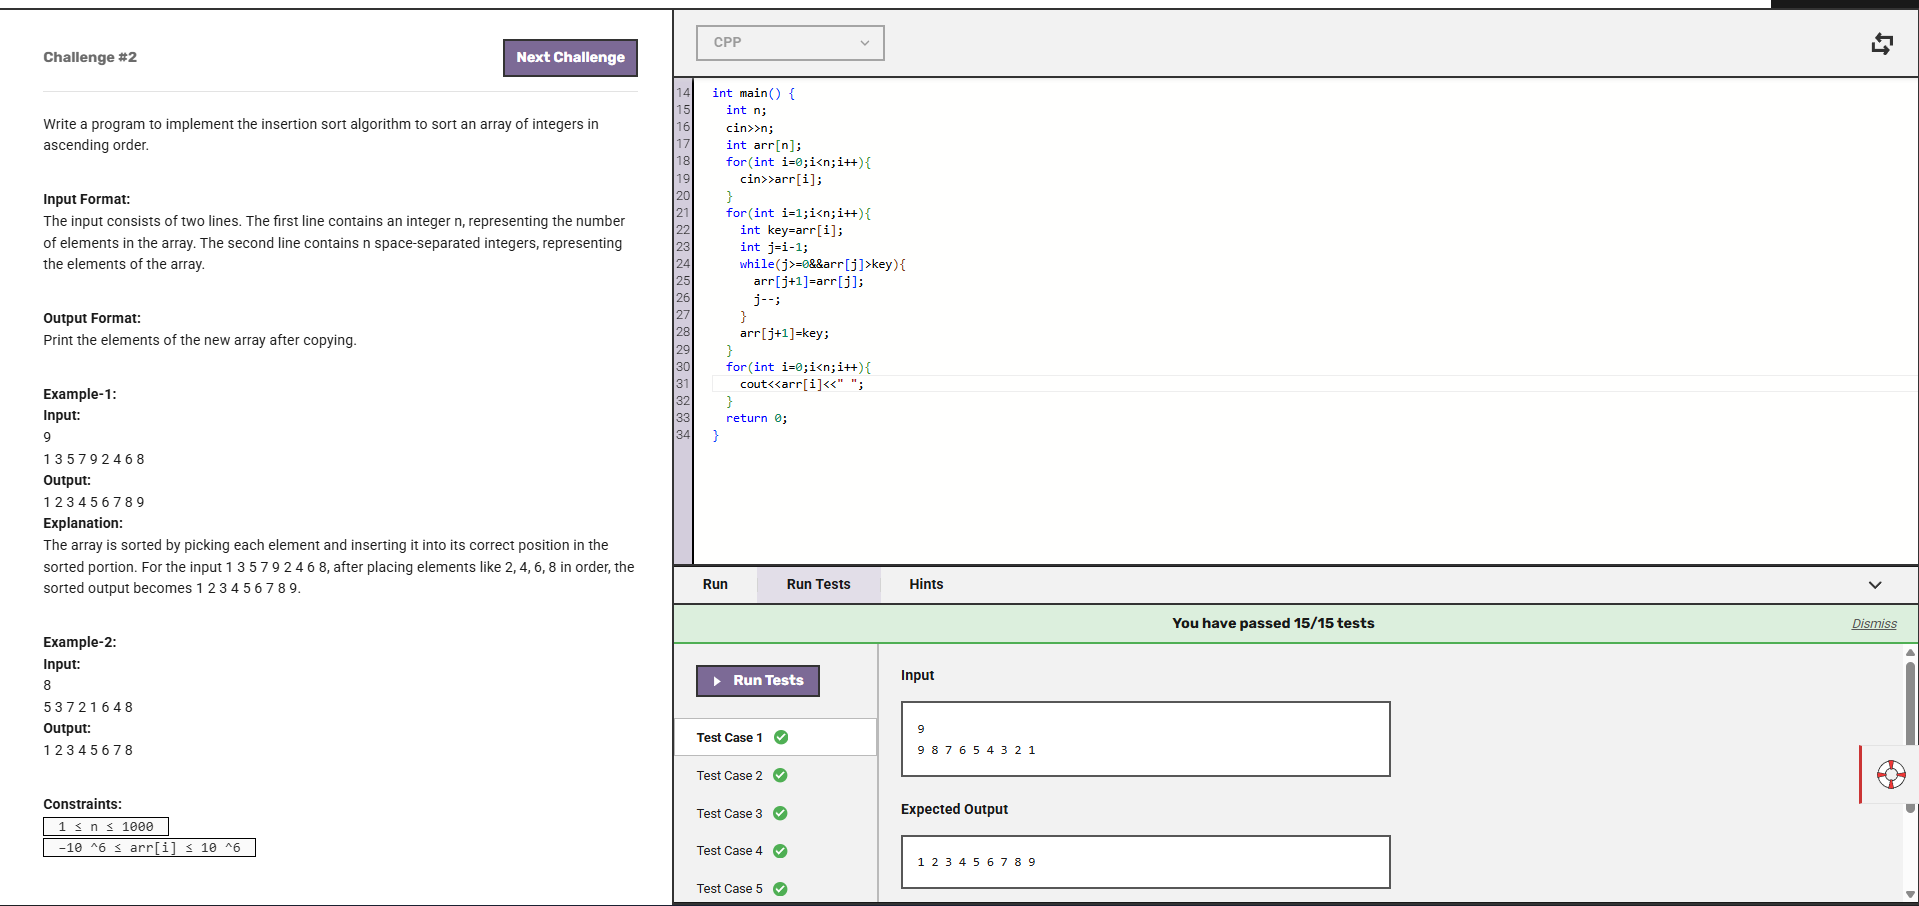 Challenge #2
Next Challenge
Write a program to implement the insertion sort algorithm to sort an array of integers in
ascending order.
Input Format:
The input consists of two lines. The first line contains an integer n, representing the number
of elements in the array. The second line contains n space-separated integers, representing
the elements of the array.
Output Format:
Print the elements of the new array after copying.
Example-1:
Input:
9
1 3 5 7 9 2 4 6 8
Output:
1 2 3 4 5 6 7 8 9
Explanation:
The array is sorted by picking each element and inserting it into its correct position in the
sorted portion. For the input 1 3 5 7 9 2 4 6 8, after placing elements like 2, 4, 6, 8 in order, the
sorted output becomes 1 2 3 4 5 6 7 8 9.
Example-2:
Input:
8
5 3 7 2 1 6 4 8
Output:
1 2 3 4 5 6 7 8
Constraints:
1 ≤ n ≤ 1000
-10 ^6 ≤ arr[i] ≤ 10 ^6
CPP
14 int main() {
15 int n;
16 cin>>n;
17 int arr[n];
18 for(int i=0;i<n;i++){
19 cin>>arr[i];
20 }
21 for(int i=1;i<n;i++){
22 int key=arr[i];
23 int j=i-1;
24 while(j>=0&&arr[j]>key){
25 arr[j+1]=arr[j];
26 j--;
27 }
28 arr[j+1]=key;
29 }
30 for(int i=0;i<n;i++){
31 cout<<arr[i]<<" ";
32 }
33 return 0;
34 }
Run
Run Tests
Hints
You have passed 15/15 tests
Dismiss
Run Tests
Test Case 1
Test Case 2
Test Case 3
Test Case 4
Test Case 5
Input
9
9 8 7 6 5 4 3 2 1
Expected Output
1 2 3 4 5 6 7 8 9